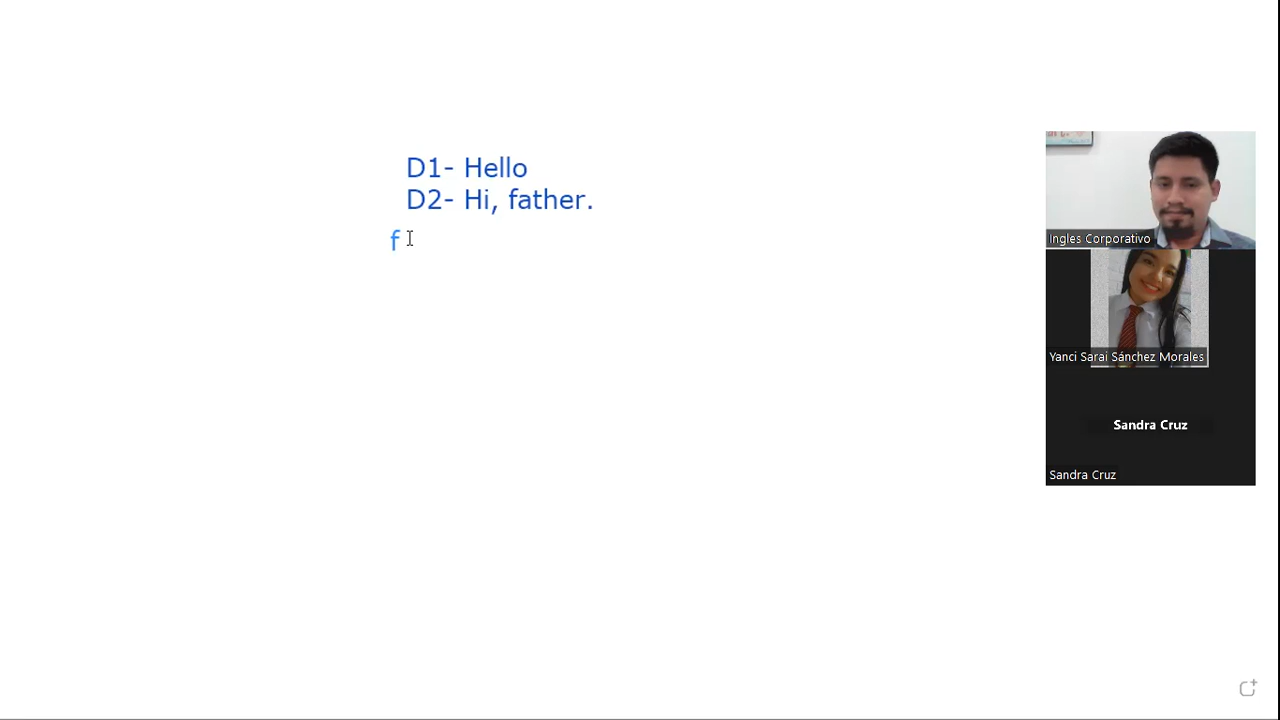 D1- Hello
D2- Hi, father.
f
Ingles Corporativo
Yanci Sarai Sánchez Morales
Sandra Cruz
Sandra Cruz